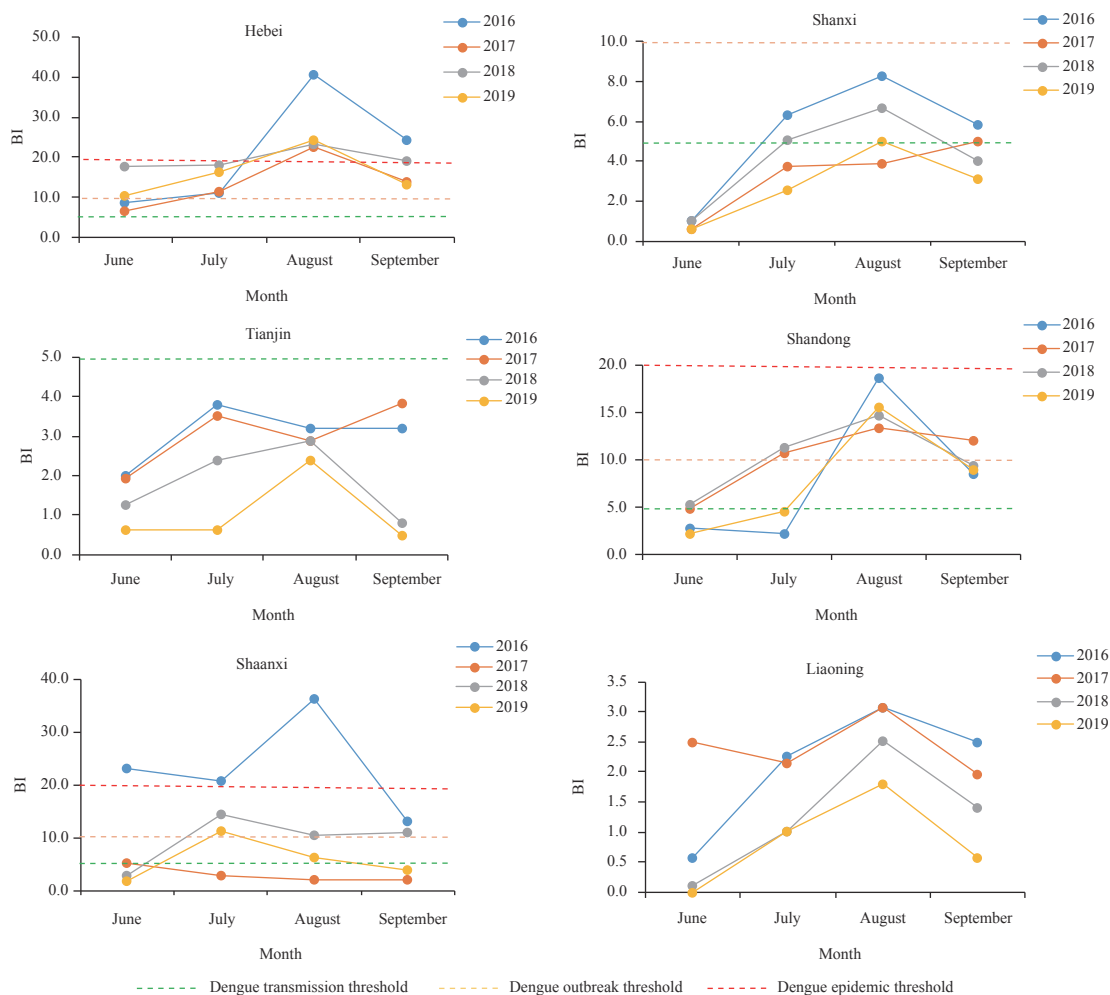 Hebei
2016
2017
2018
2019
50.0
40.0
30.0
20.0
10.0
0.0
BI
June July August September
Month
Shanxi
2016
2017
2018
2019
10.0
8.0
6.0
4.0
2.0
0.0
BI
June July August September
Month
Tianjin
2016
2017
2018
2019
5.0
4.0
3.0
2.0
1.0
0.0
BI
June July August September
Month
Shandong
2016
2017
2018
2019
20.0
15.0
10.0
5.0
0.0
BI
June July August September
Month
Shaanxi
2016
2017
2018
2019
40.0
30.0
20.0
10.0
0.0
BI
June July August September
Month
Liaoning
2016
2017
2018
2019
3.5
3.0
2.5
2.0
1.5
1.0
0.5
0.0
BI
June July August September
Month
Dengue transmission threshold Dengue outbreak threshold Dengue epidemic threshold